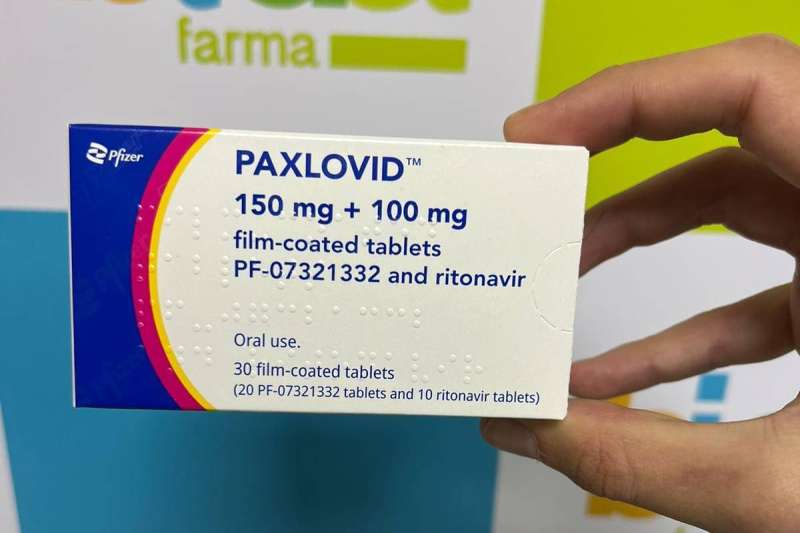 farma
Pfizer
PAXLOVID™
150 mg + 100 mg
film-coated tablets
PF-07321332 and ritonavir
Oral use.
30 film-coated tablets
(20 PF-07321332 tablets and 10 ritonavir tablets)